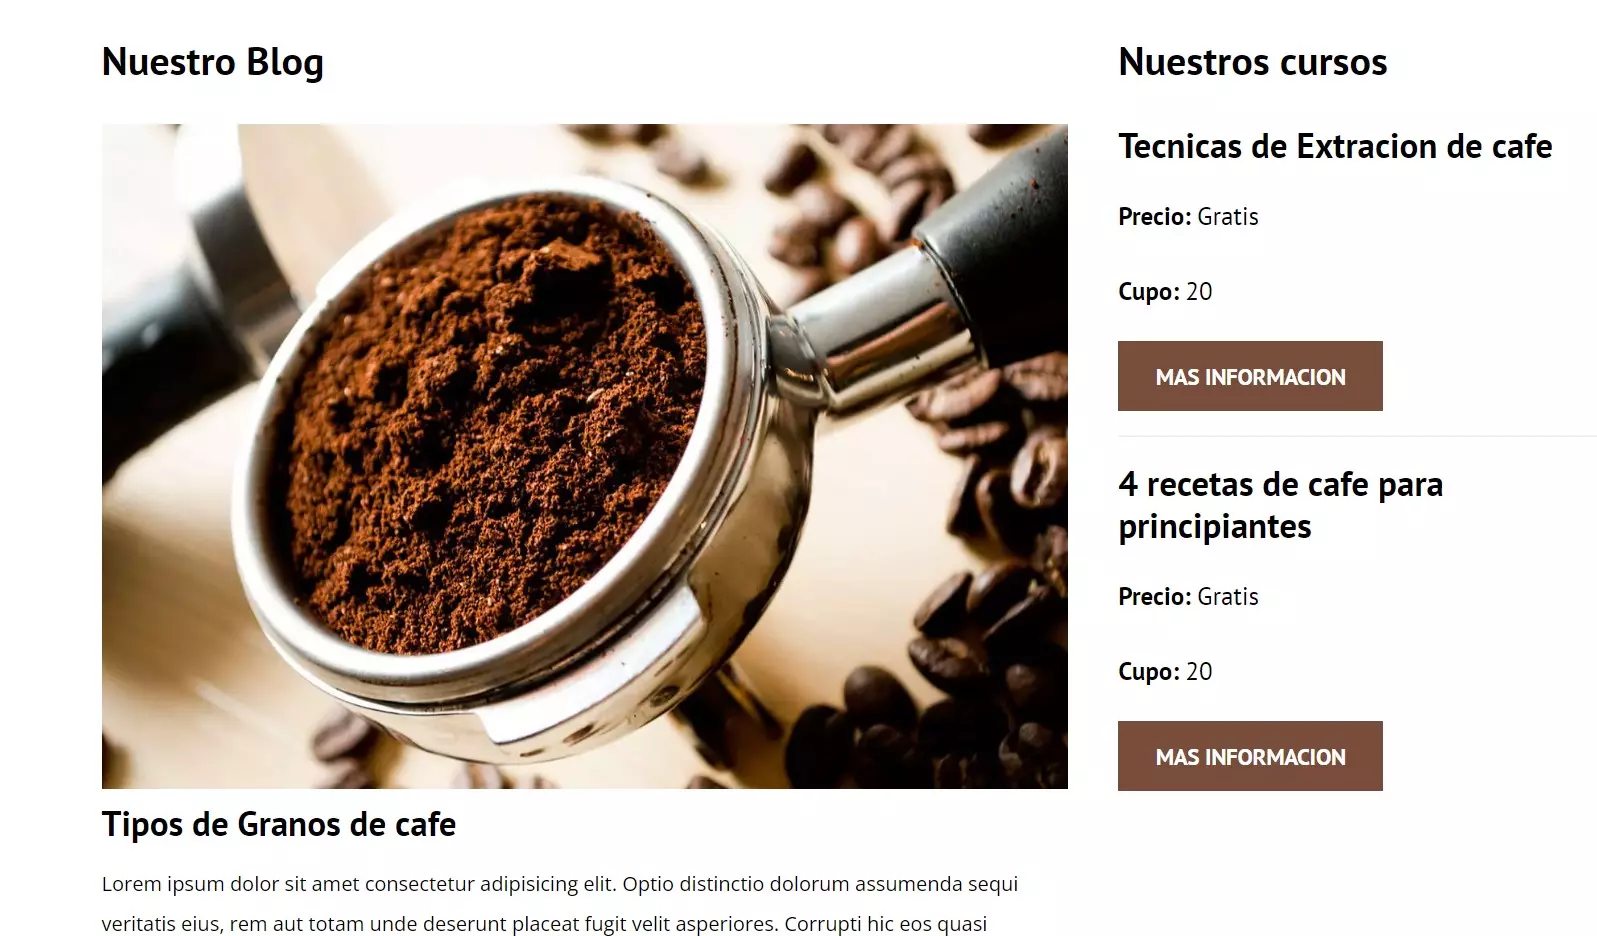 Nuestro Blog
Tipos de Granos de cafe
Lorem ipsum dolor sit amet consectetur adipisicing elit. Optio distinctio dolorum assumenda sequi
veritatis eius, rem aut totam unde deserunt placeat fugit velit asperiores. Corrupti hic eos quasi
Nuestros cursos
Tecnicas de Extracion de cafe
Precio: Gratis
Cupo: 20
MAS INFORMACION
4 recetas de cafe para
principiantes
Precio: Gratis
Cupo: 20
MAS INFORMACION